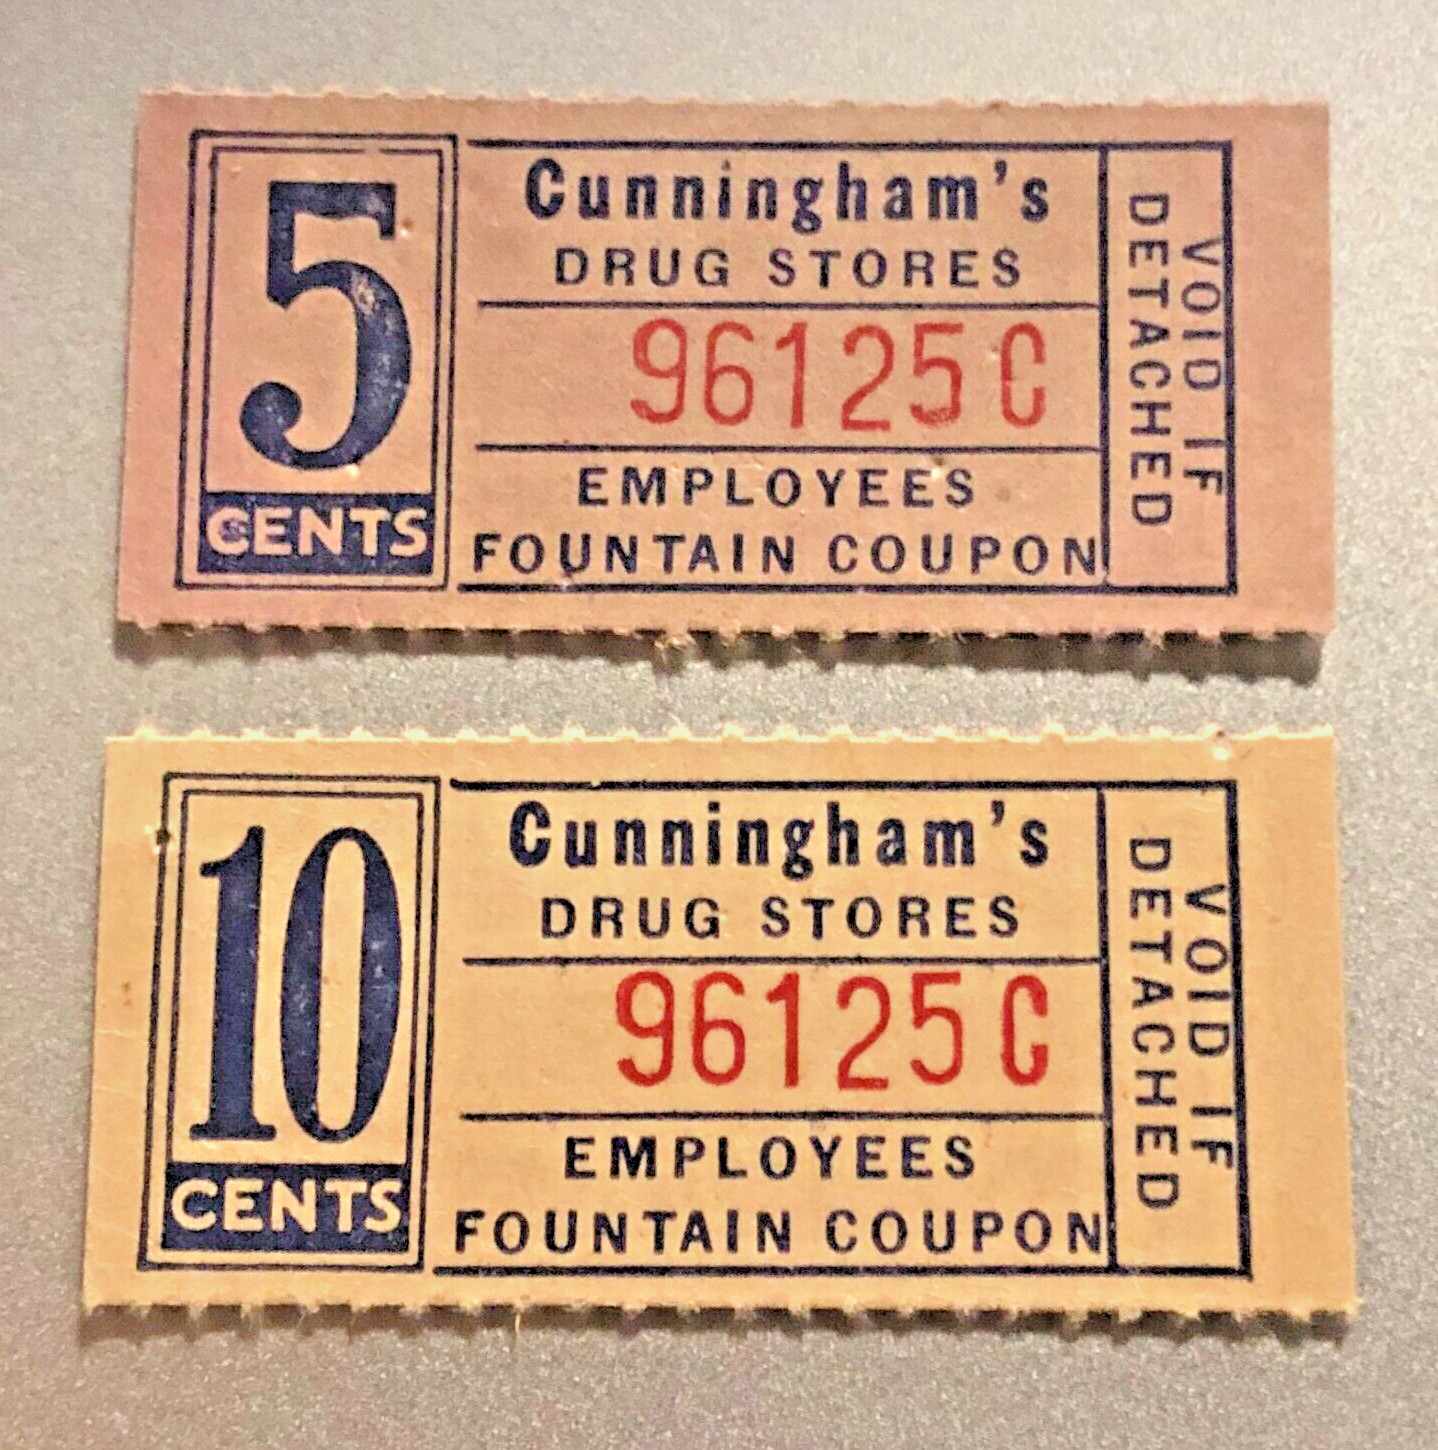 5
CENTS
Cunningham's
DRUG STORES
96125 C
EMPLOYEES
FOUNTAIN COUPON
VOID IF
DETACHED
10
CENTS
Cunningham's
DRUG STORES
96125 C
EMPLOYEES
FOUNTAIN COUPON
VOID IF
DETACHED